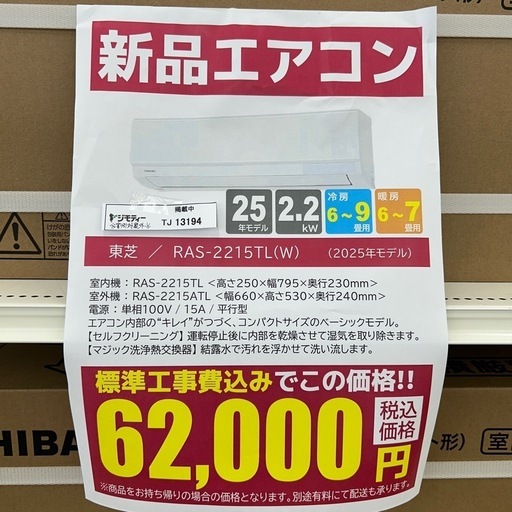 新品エアコン
掲載中
ジモティー
TJ 13194
25
年モデル
2.2
kW
冷房
6～9
畳用
暖房
6～7
畳用
東芝 / RAS-2215TL(W) (2025年モデル)
室内機：RAS-2215TL ＜高さ250×幅795×奥行230mm＞
室外機：RAS-2215ATL ＜幅660×高さ530×奥行240mm＞
電源：単相100V / 15A / 平行型
エアコン内部の“キレイ”がつづく、コンパクトサイズのベーシックモデル。
【セルフクリーニング】運転停止後に内部を乾燥させて湿気を取り除きます。
【マジック洗浄熱交換器】結露水で汚れを浮かせて洗い流します。
標準工事費込みでこの価格!!
62,000円
税込
価格
※商品をお持ち帰りの場合の価格となります。別途有料にて配送も承ります。
HIBA
ト形)
室